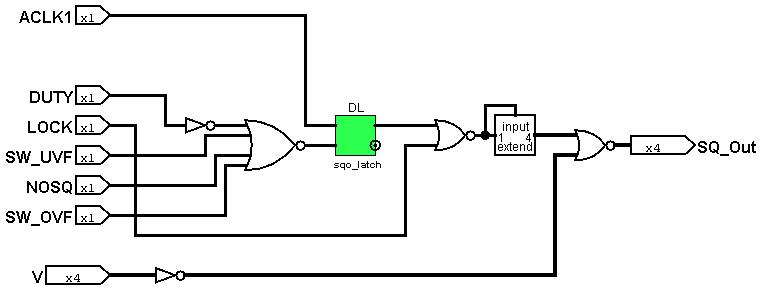 ACLK1 x1
DUTY x1
LOCK x1
SW_UVF x1
NOSQ x1
SW_OVF x1
V x4
DL
sqo_latch
input
1 4
extend
x4 SQ_Out